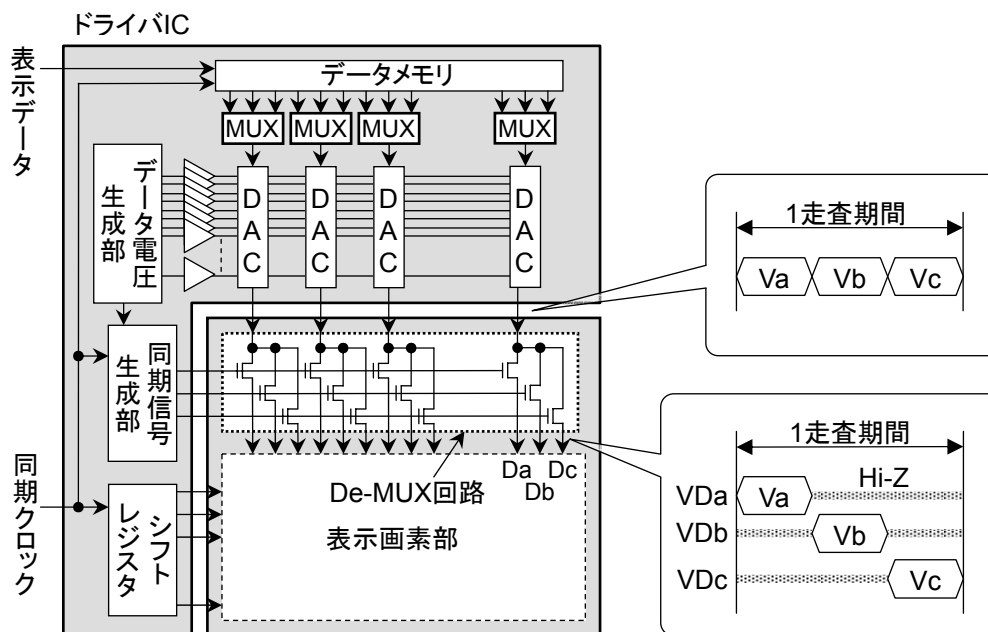 ドライバIC
表示データ
データメモリ
MUX
MUX
MUX
MUX
データ電圧
生成部
DAC
DAC
DAC
DAC
1走査期間
Va
Vb
Vc
同期信号
生成部
同期クロック
シフト
レジスタ
De-MUX回路
表示画素部
Da
Db
Dc
1走査期間
Hi-Z
VDa
Va
VDb
Vb
VDc
Vc